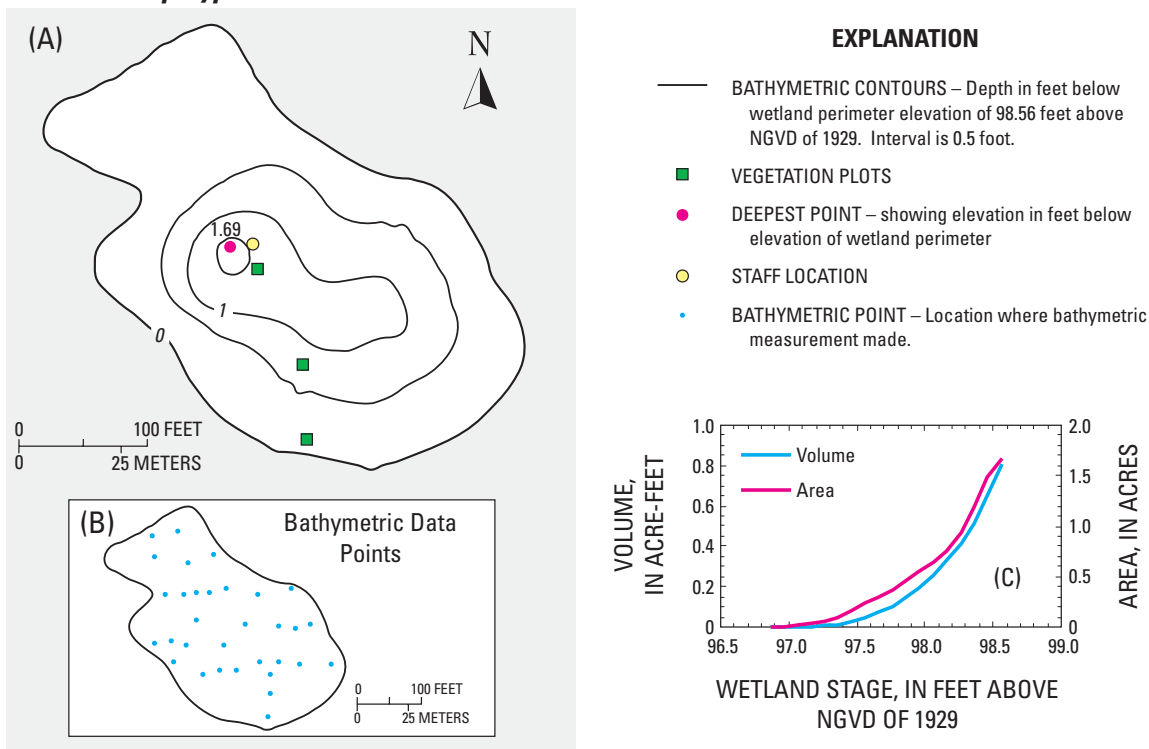 (A)
N
1.69
1
0
0 100 FEET
0 25 METERS
(B) Bathymetric Data
Points
0 100 FEET
0 25 METERS
EXPLANATION
BATHYMETRIC CONTOURS – Depth in feet below
wetland perimeter elevation of 98.56 feet above
NGVD of 1929. Interval is 0.5 foot.
VEGETATION PLOTS
DEEPEST POINT – showing elevation in feet below
elevation of wetland perimeter
STAFF LOCATION
BATHYMETRIC POINT – Location where bathymetric
measurement made.
VOLUME,
IN ACRE-FEET
1.0
0.8
0.6
0.4
0.2
0
Volume
Area
(C)
2.0
1.5
1.0
0.5
0
AREA, IN ACRES
96.5 97.0 97.5 98.0 98.5 99.0
WETLAND STAGE, IN FEET ABOVE
NGVD OF 1929